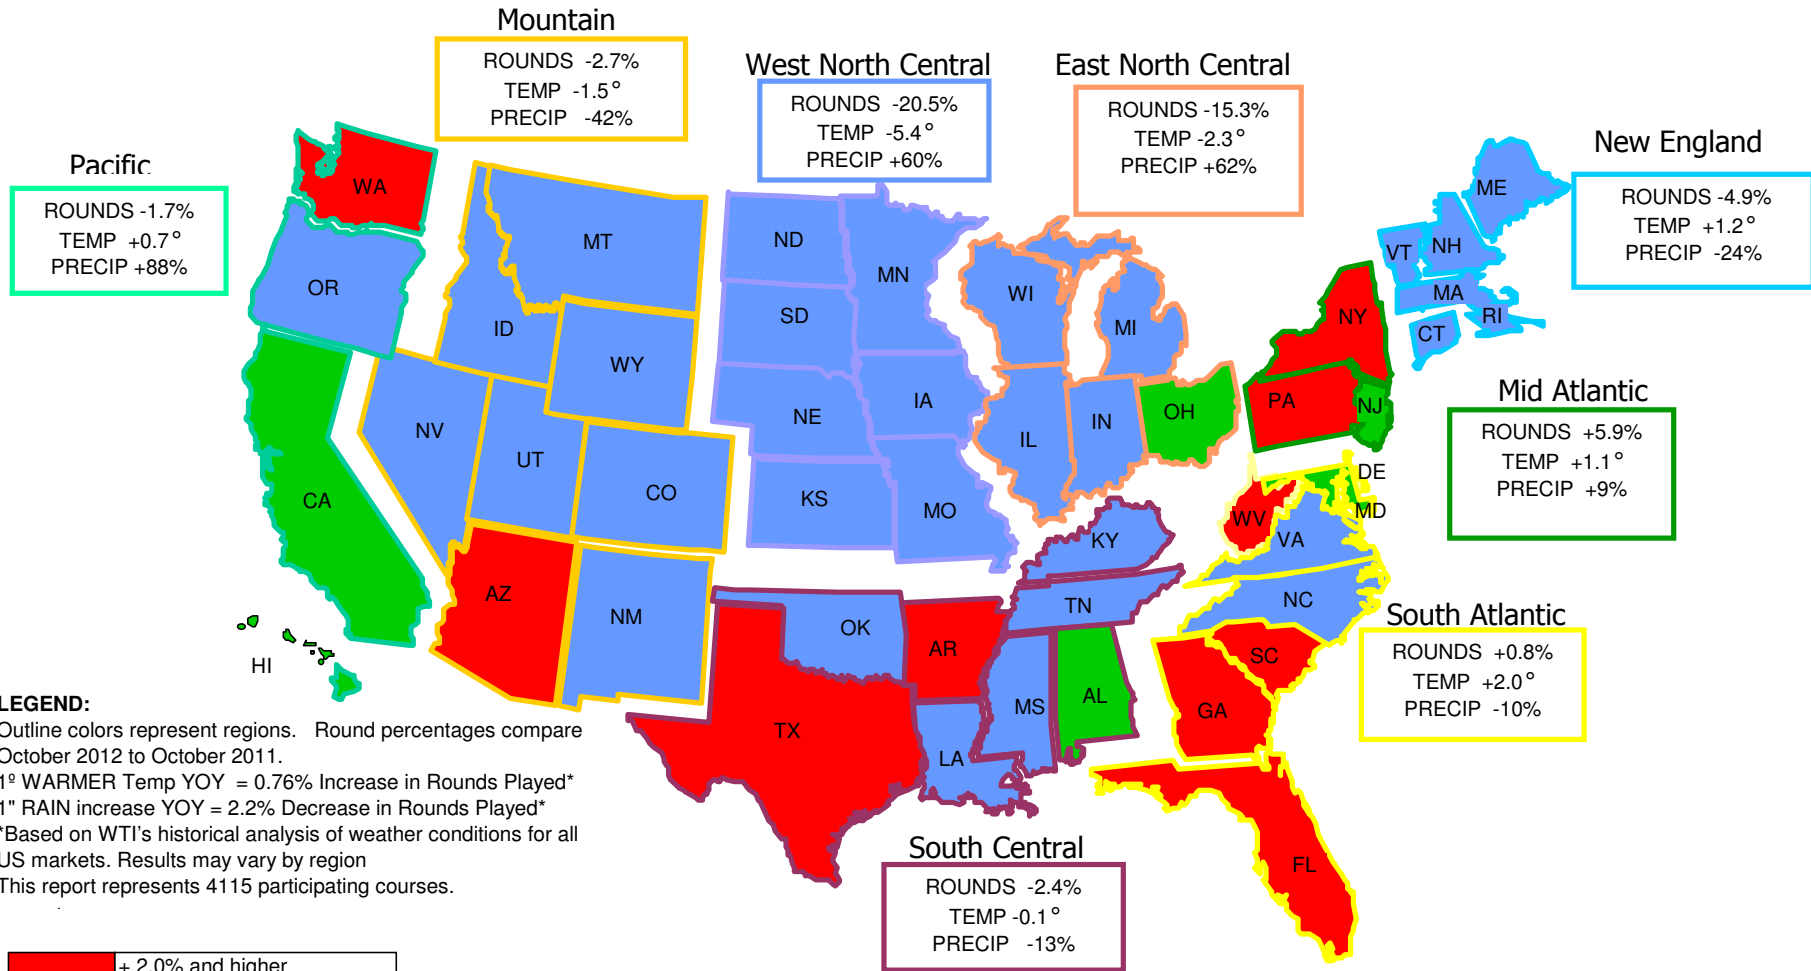 Mountain
ROUNDS -2.7%
TEMP -1.5°
PRECIP -42%
West North Central
ROUNDS -20.5%
TEMP -5.4°
PRECIP +60%
East North Central
ROUNDS -15.3%
TEMP -2.3°
PRECIP +62%
New England
ROUNDS -4.9%
TEMP +1.2°
PRECIP -24%
Pacific
ROUNDS -1.7%
TEMP +0.7°
PRECIP +88%
Mid Atlantic
ROUNDS +5.9%
TEMP +1.1°
PRECIP +9%
South Atlantic
ROUNDS +0.8%
TEMP +2.0°
PRECIP -10%
South Central
ROUNDS -2.4%
TEMP -0.1°
PRECIP -13%
WA
OR
CA
HI
MT
ID
WY
NV
UT
CO
AZ
NM
ND
SD
NE
KS
MN
IA
MO
WI
MI
IL
IN
OH
KY
TN
OK
AR
TX
LA
MS
AL
NY
PA
NJ
DE
MD
WV
VA
NC
SC
GA
FL
ME
VT
NH
MA
RI
CT
LEGEND:
Outline colors represent regions. Round percentages compare
October 2012 to October 2011.
1º WARMER Temp YOY = 0.76% Increase in Rounds Played*
1" RAIN increase YOY = 2.2% Decrease in Rounds Played*
*Based on WTI's historical analysis of weather conditions for all
US markets. Results may vary by region
This report represents 4115 participating courses.
+ 2.0% and higher